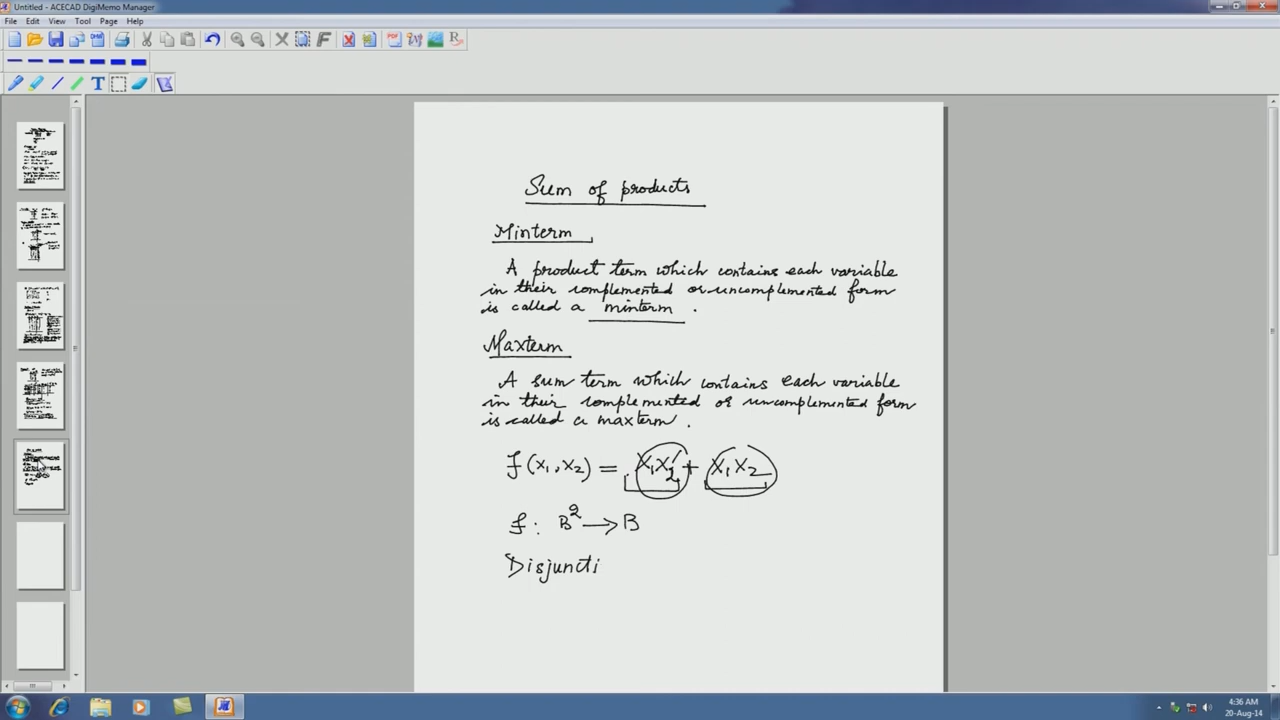 Untitled - ACECAD DigiMemo Manager
File Edit View Tool Page Help
Sum of products
Minterm
A product term which contains each variable
in their complemented or uncomplemented form
is called a minterm .
Maxterm
A sum term which contains each variable
in their complemented or uncomplemented form
is called a maxterm .
f(x₁, x₂) = x₁x₂′ + x₁x₂
f : B² → B
Disjuncti
4:36 AM
20-Aug-14